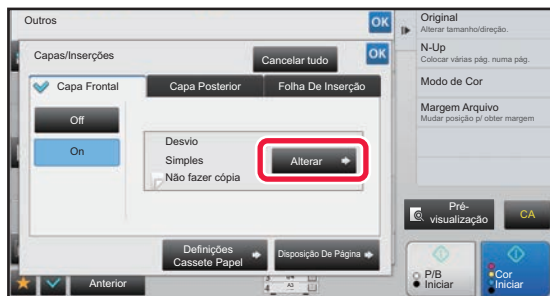 Outros
OK
Capas/Inserções
Cancelar tudo
OK
Capa Frontal
Capa Posterior
Folha De Inserção
Off
On
Desvio
Simples
Não fazer cópia
Alterar
Definições
Cassete Papel
Disposição De Página
Anterior
Original
Alterar tamanho/direção.
N-Up
Colocar várias pág. numa pág.
Modo de Cor
Margem Arquivo
Mudar posição p/ obter margem
Pré-
visualização
CA
P/B
Iniciar
Cor
Iniciar